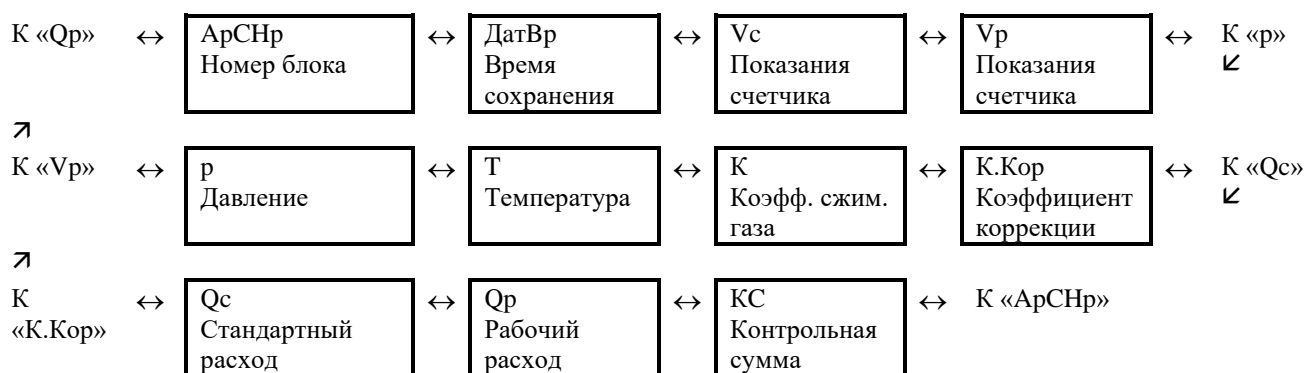 К «Qр» ↔ АрСНр ↔ ДатВр ↔ Vс ↔ Vр ↔ К «р»
Номер блока Время Показания Показания ↙
сохранения счетчика счетчика
↗
К «Vр» ↔ р ↔ Т ↔ К ↔ К.Кор ↔ К «Qс»
Давление Температура Коэфф. сжим. Коэффициент ↙
газа коррекции
↗
К ↔ Qс ↔ Qр ↔ КС ↔ К «АрСНр»
«К.Кор» Стандартный Рабочий Контрольная
расход расход сумма